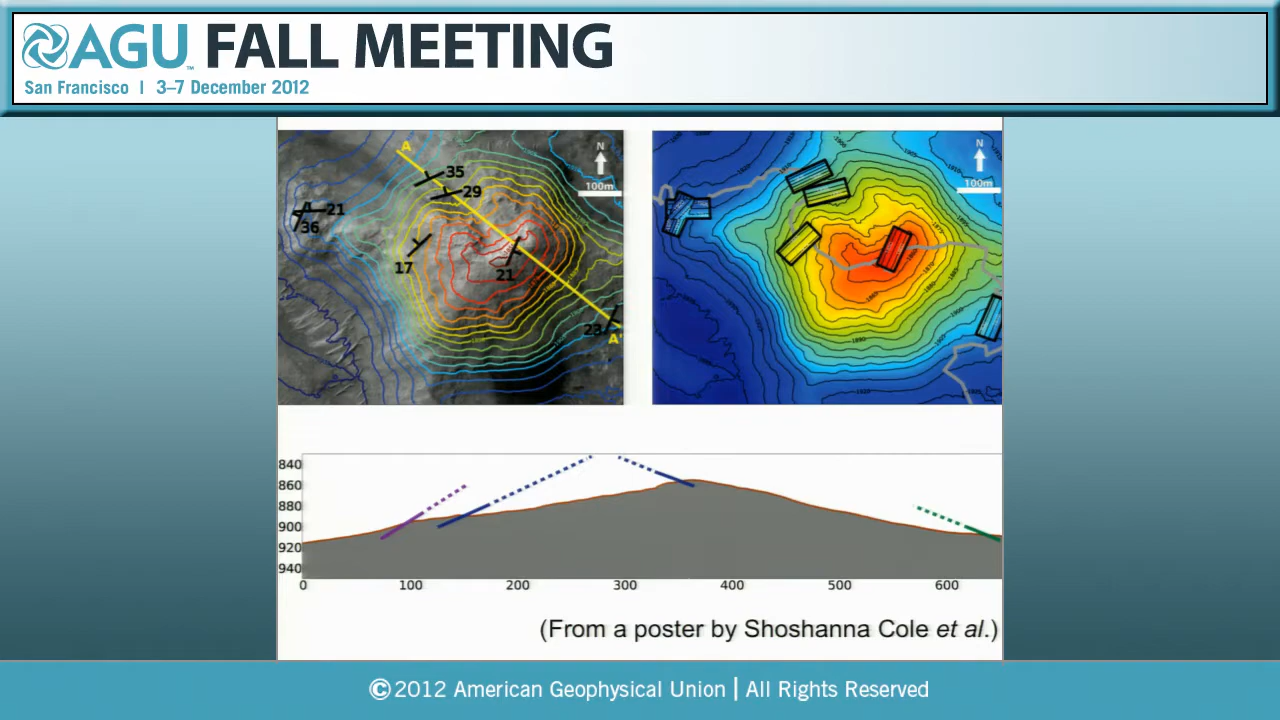 AGU FALL MEETING
San Francisco | 3–7 December 2012
A
N
100m
35
29
21
36
17
21
23
A'
N
100m
840
860
880
900
920
940
0 100 200 300 400 500 600
(From a poster by Shoshanna Cole et al.)
©2012 American Geophysical Union | All Rights Reserved